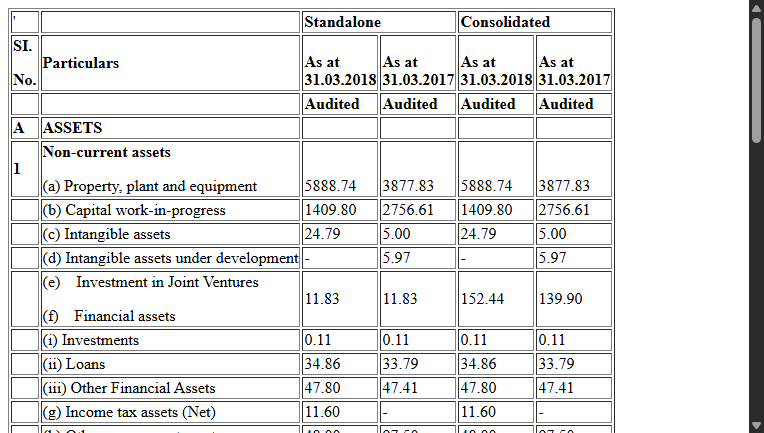 ' Standalone Consolidated
SI. No. Particulars As at 31.03.2018 As at 31.03.2017 As at 31.03.2018 As at 31.03.2017
Audited Audited Audited Audited
A ASSETS
1 Non-current assets
(a) Property, plant and equipment 5888.74 3877.83 5888.74 3877.83
(b) Capital work-in-progress 1409.80 2756.61 1409.80 2756.61
(c) Intangible assets 24.79 5.00 24.79 5.00
(d) Intangible assets under development - 5.97 - 5.97
(e) Investment in Joint Ventures 11.83 11.83 152.44 139.90
(f) Financial assets
(i) Investments 0.11 0.11 0.11 0.11
(ii) Loans 34.86 33.79 34.86 33.79
(iii) Other Financial Assets 47.80 47.41 47.80 47.41
(g) Income tax assets (Net) 11.60 - 11.60 -